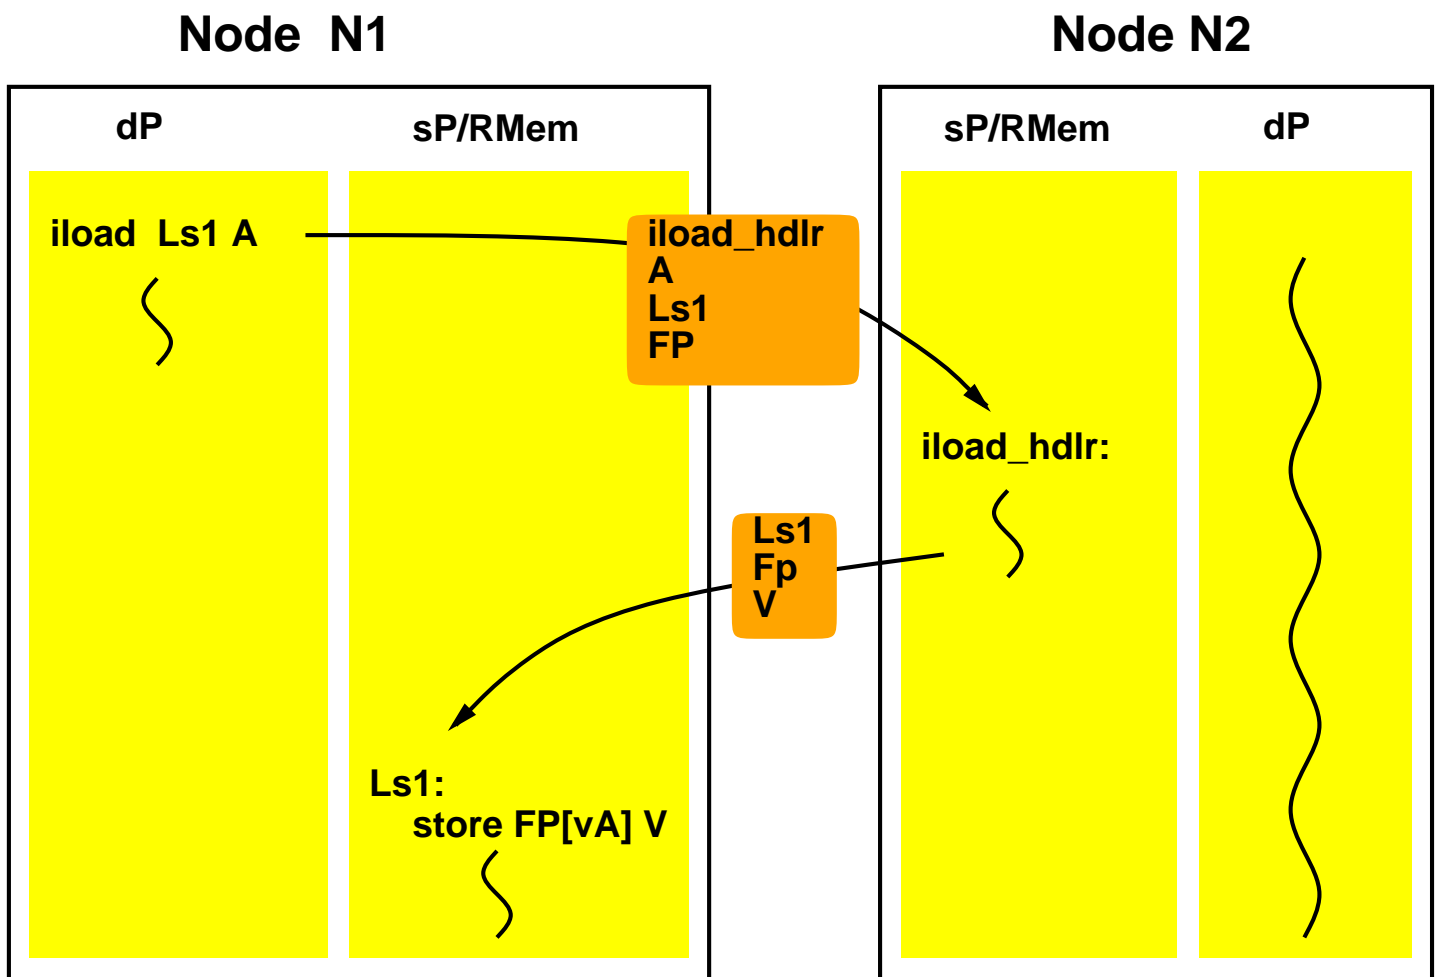 Node N1
Node N2
dP
sP/RMem
sP/RMem
dP
iload Ls1 A
iload_hdlr
A
Ls1
FP
iload_hdlr:
Ls1
Fp
V
Ls1:
store FP[vA] V